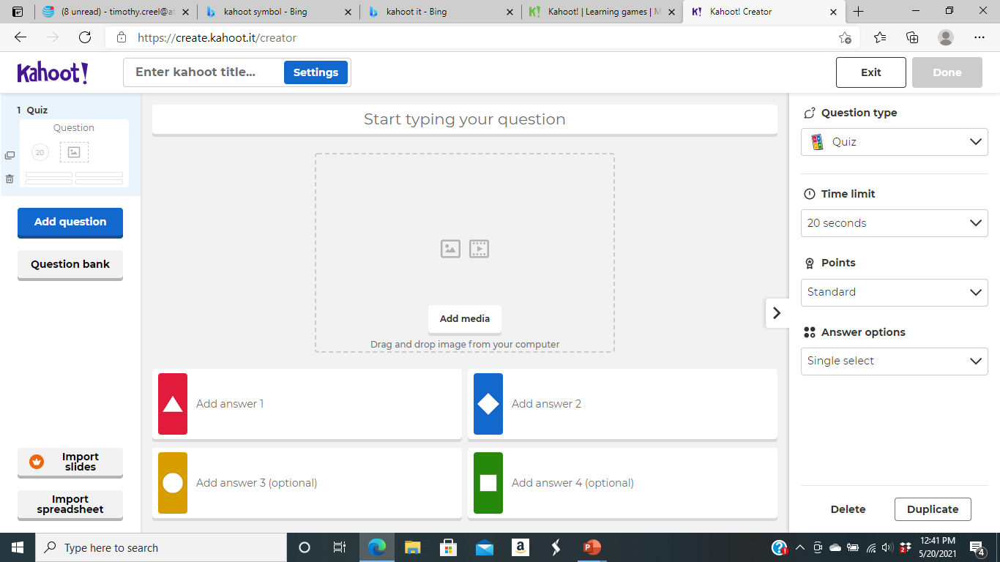 (8 unread) - timothy.creel@at
kahoot symbol - Bing
kahoot it - Bing
Kahoot! | Learning games | M
Kahoot! Creator
https://create.kahoot.it/creator
Kahoot!
Enter kahoot title...
Settings
Exit
Done
1 Quiz
Question
20
Add question
Question bank
Import
slides
Import
spreadsheet
Start typing your question
Add media
Drag and drop image from your computer
Add answer 1
Add answer 2
Add answer 3 (optional)
Add answer 4 (optional)
Question type
Quiz
Time limit
20 seconds
Points
Standard
Answer options
Single select
Delete
Duplicate
Type here to search
12:41 PM
5/20/2021
4